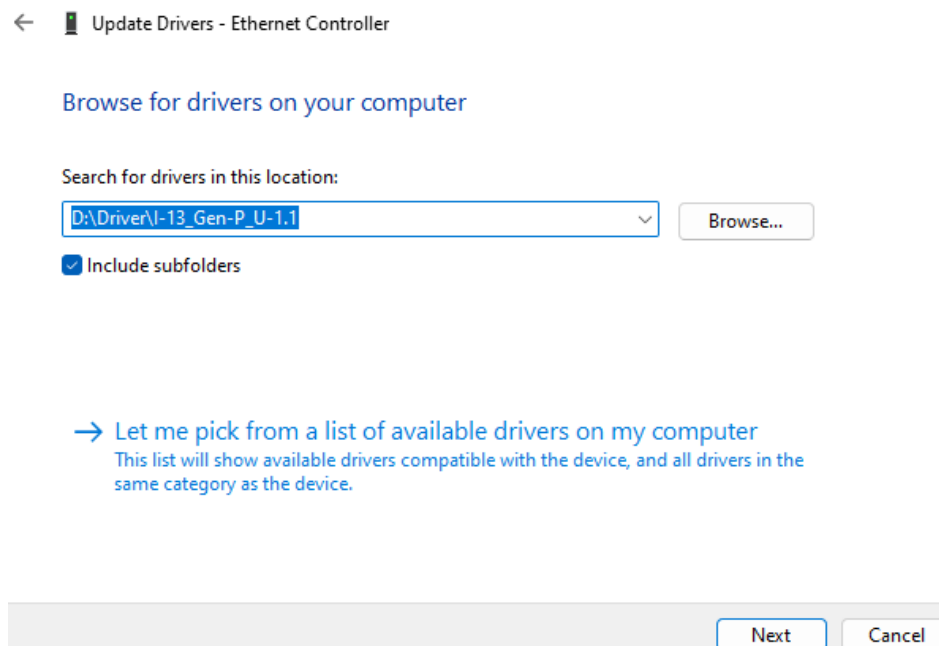 Update Drivers - Ethernet Controller
Browse for drivers on your computer
Search for drivers in this location:
D:\Driver\I-13_Gen-P_U-1.1
Browse...
Include subfolders
Let me pick from a list of available drivers on my computer
This list will show available drivers compatible with the device, and all drivers in the
same category as the device.
Next
Cancel